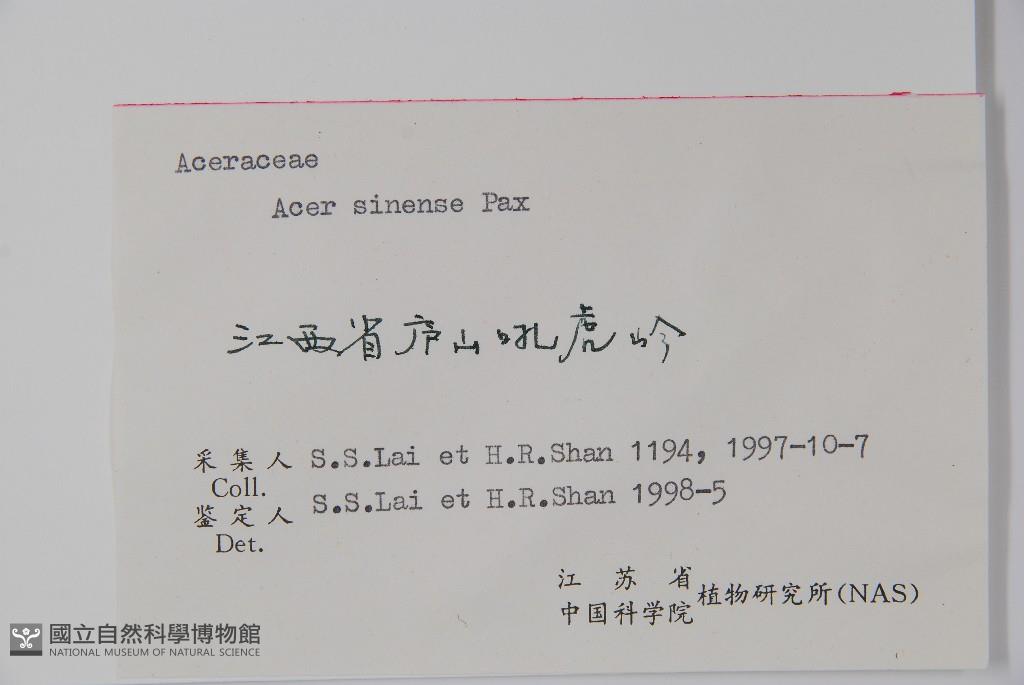 Aceraceae
Acer sinense Pax
江西省庐山吼虎岭
采集人 S.S.Lai et H.R.Shan 1194, 1997-10-7
Coll.
鉴定人 S.S.Lai et H.R.Shan 1998-5
Det.
江苏省
中国科学院 植物研究所(NAS)
國立自然科學博物館
NATIONAL MUSEUM OF NATURAL SCIENCE